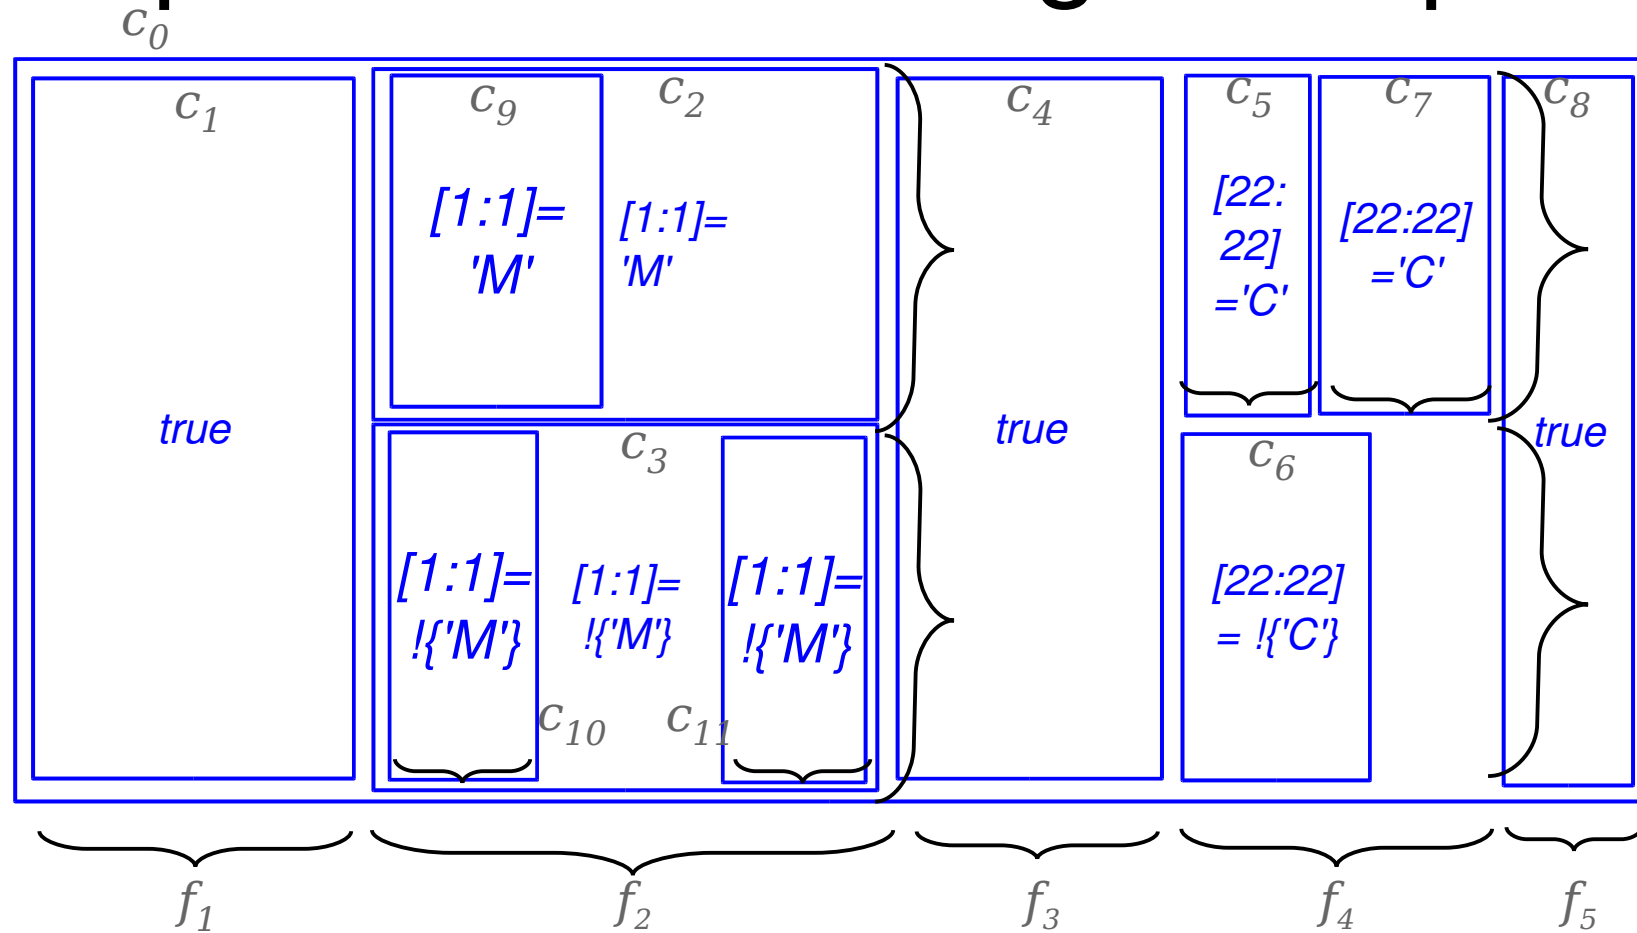 c0
c1
c9
c2
c4
c5
c7
c8
[1:1]=
'M'
[1:1]=
'M'
[22:
22]
='C'
[22:22]
='C'
true
true
true
c3
c6
[1:1]=
!{'M'}
[1:1]=
!{'M'}
[1:1]=
!{'M'}
[22:22]
= !{'C'}
c10
c11
f1
f2
f3
f4
f5